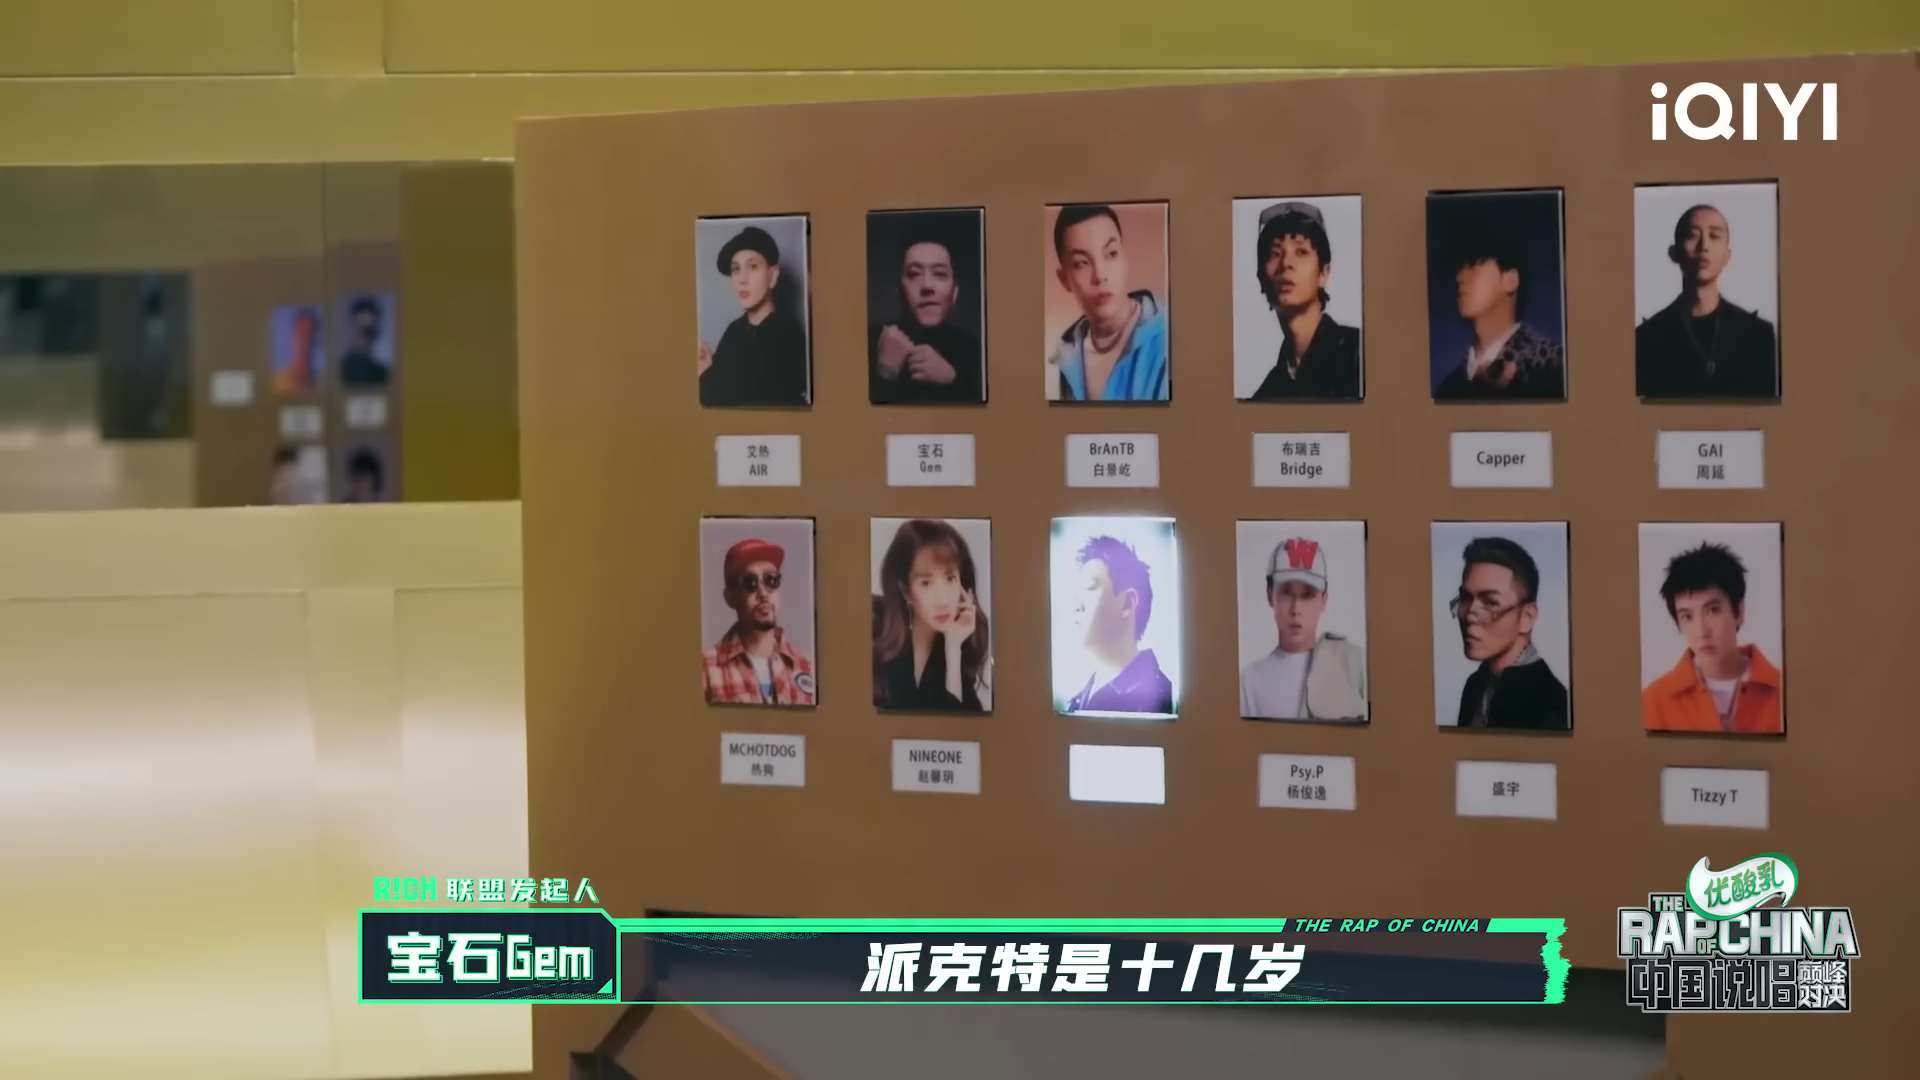 iQIYI
艾热
AIR
宝石
Gem
BrAnTB
白景屹
布瑞吉
Bridge
Capper
GAI
周延
MCHOTDOG
热狗
NINEONE
赵馨玥
Psy.P
杨俊逸
盛宇
Tizzy T
R!CH 联盟发起人
宝石Gem
THE RAP OF CHINA
派克特是十几岁
优酸乳
THE
RAP OF CHINA
中国说唱
巅峰
对决